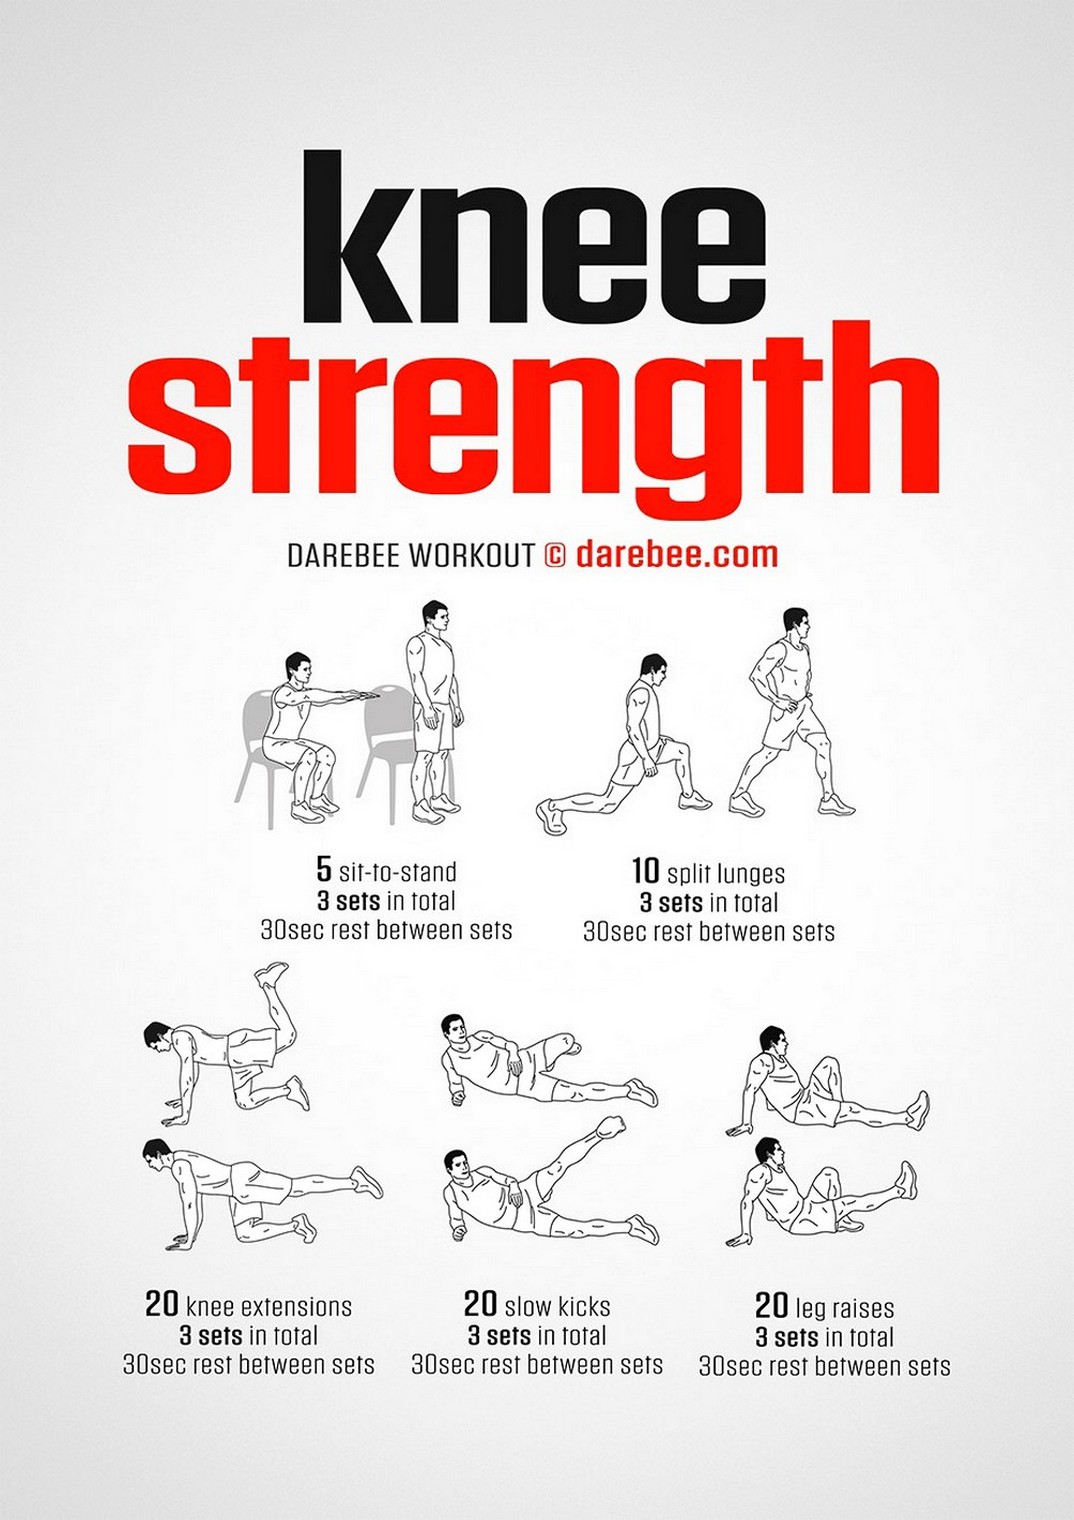 knee
strength
DAREBEE WORKOUT © darebee.com
5 sit-to-stand
3 sets in total
30sec rest between sets
10 split lunges
3 sets in total
30sec rest between sets
20 knee extensions
3 sets in total
30sec rest between sets
20 slow kicks
3 sets in total
30sec rest between sets
20 leg raises
3 sets in total
30sec rest between sets